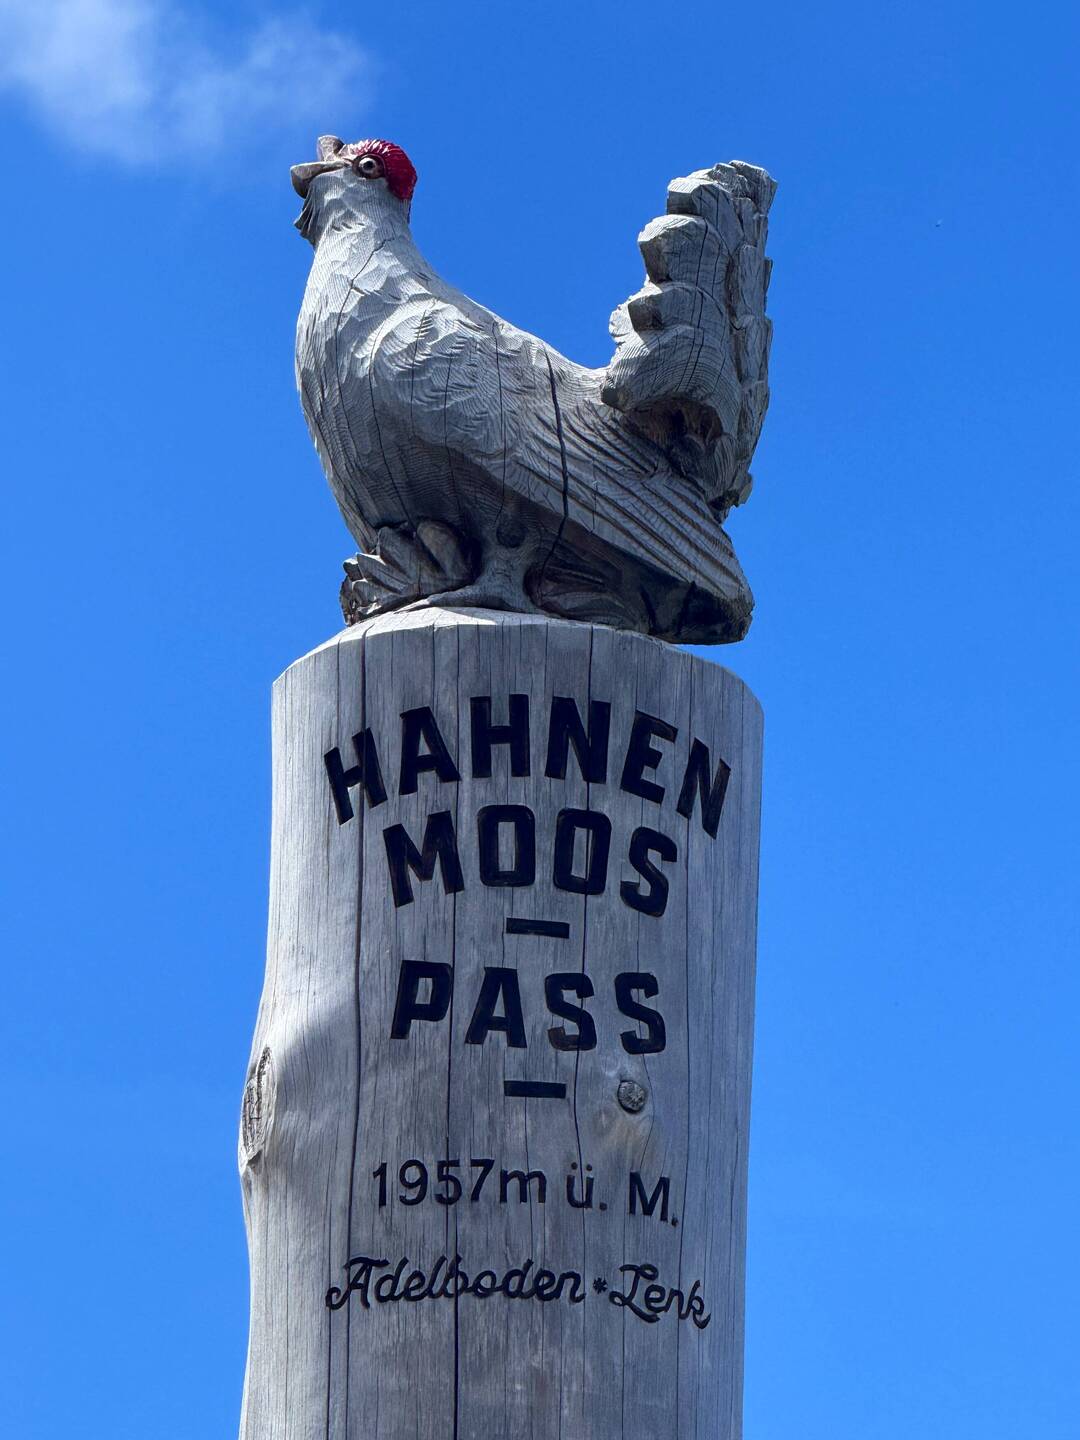 HAHNEN
MOOS
—
PASS
—
1957m ü. M.
Adelboden * Lenk